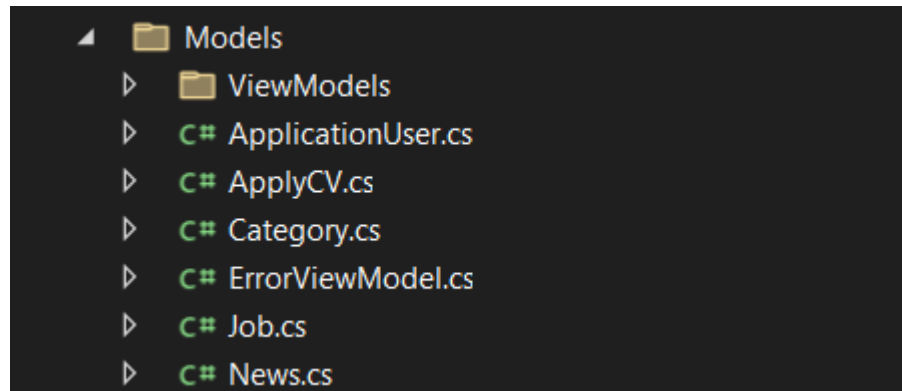 Models
ViewModels
C# ApplicationUser.cs
C# ApplyCV.cs
C# Category.cs
C# ErrorViewModel.cs
C# Job.cs
C# News.cs